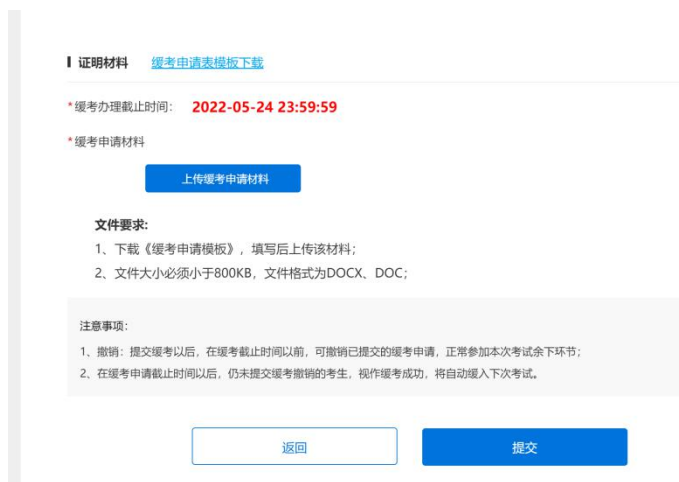 证明材料 缓考申请表模板下载
*缓考办理截止时间: 2022-05-24 23:59:59
*缓考申请材料
上传缓考申请材料
文件要求:
1、下载《缓考申请模板》,填写后上传该材料;
2、文件大小必须小于800KB,文件格式为DOCX、DOC;
注意事项:
1、撤销:提交缓考以后,在缓考截止时间以前,可撤销已提交的缓考申请,正常参加本次考试余下环节;
2、在缓考申请截止时间以后,仍未提交缓考撤销的考生,视作缓考成功,将自动缓入下次考试。
返回 提交